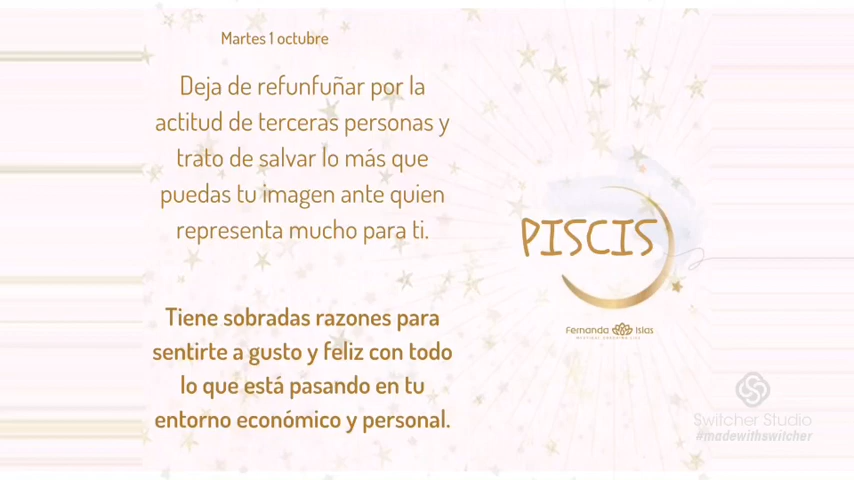 Martes 1 octubre
Deja de refunfuñar por la
actitud de terceras personas y
trato de salvar lo más que
puedas tu imagen ante quien
representa mucho para ti.
Tiene sobradas razones para
sentirte a gusto y feliz con todo
lo que está pasando en tu
entorno económico y personal.
PISCIS
Fernanda Islas
Switcher Studio
#madewithswitcher